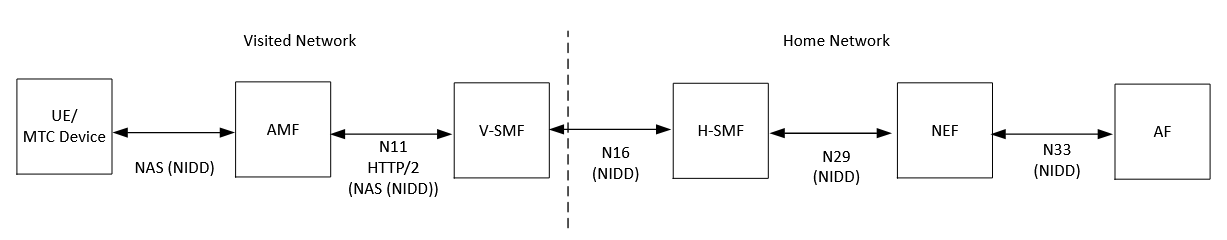 Visited Network
Home Network
UE/
MTC Device
AMF
V-SMF
H-SMF
NEF
AF
NAS (NIDD)
N11
HTTP/2
(NAS (NIDD))
N16
(NIDD)
N29
(NIDD)
N33
(NIDD)